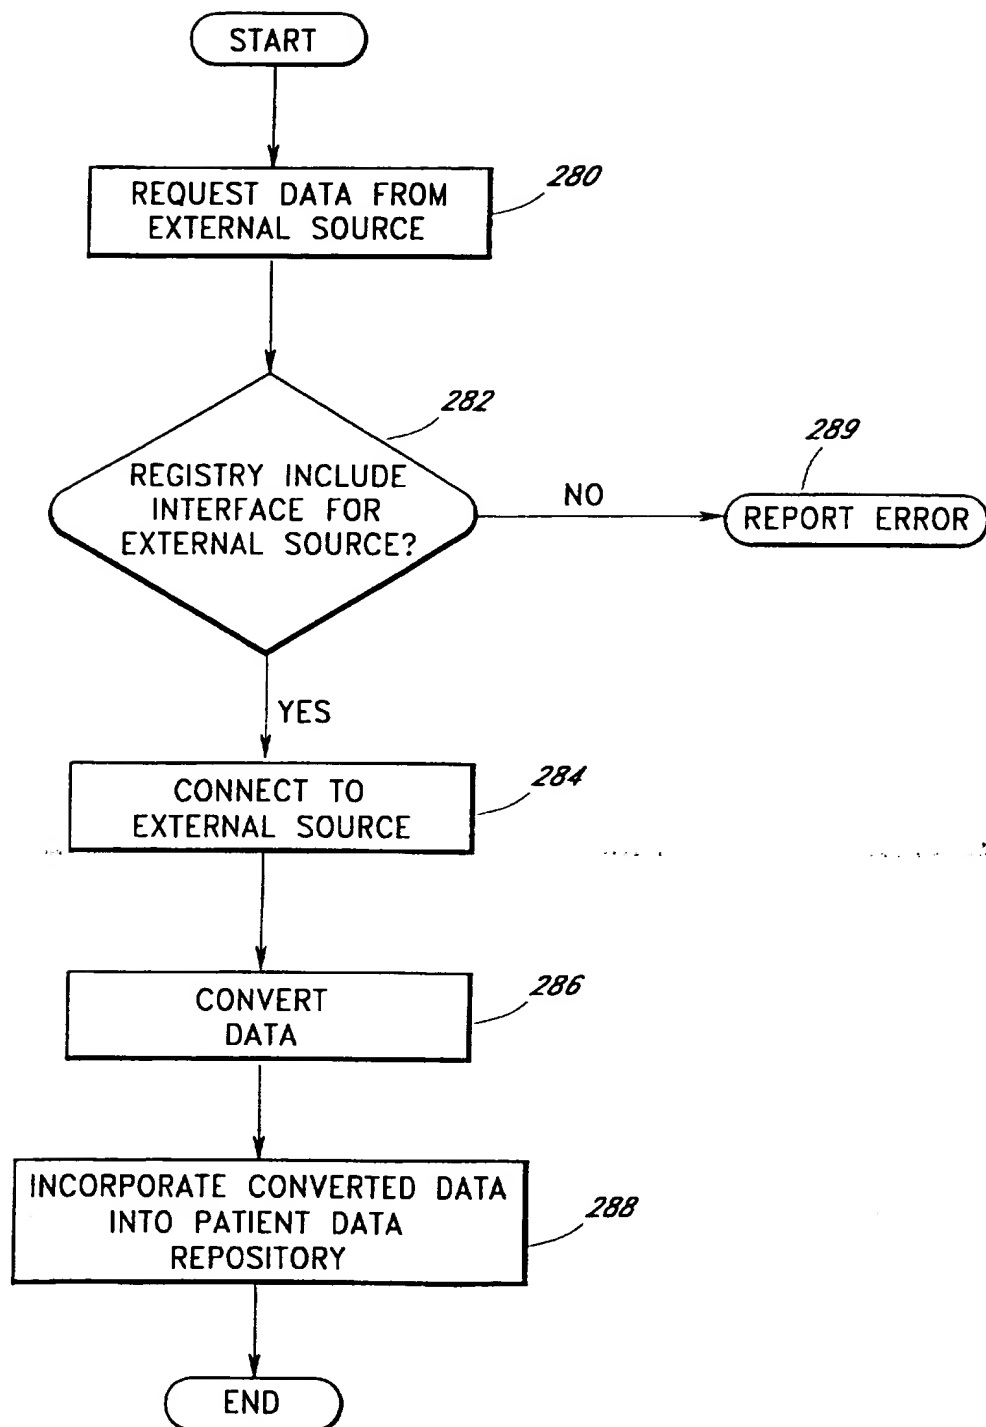 START
REQUEST DATA FROM
EXTERNAL SOURCE
280
REGISTRY INCLUDE
INTERFACE FOR
EXTERNAL SOURCE?
282
NO
289
REPORT ERROR
YES
CONNECT TO
EXTERNAL SOURCE
284
CONVERT
DATA
286
INCORPORATE CONVERTED DATA
INTO PATIENT DATA
REPOSITORY
288
END